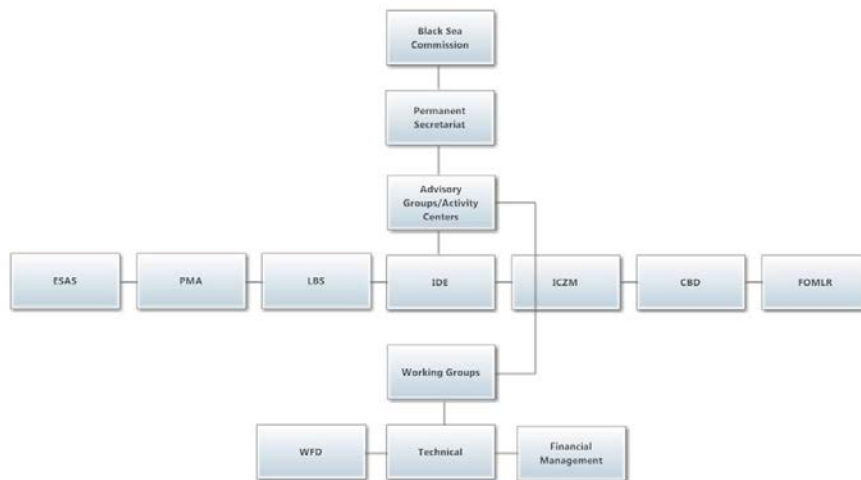 Black Sea
Commission
Permanent
Secretariat
Advisory
Groups/Activity
Centers
ESAS
PMA
LBS
IDE
ICZM
CBD
FOMLR
Working Groups
WFD
Technical
Financial
Management